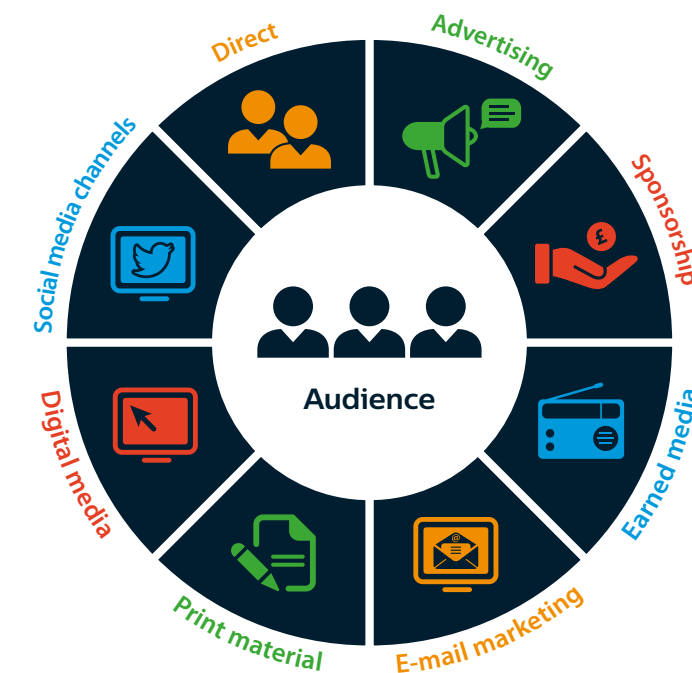 Direct
Advertising
Social media channels
Sponsorship
£
Audience
Digital media
Earned media
@
Print material
E-mail marketing